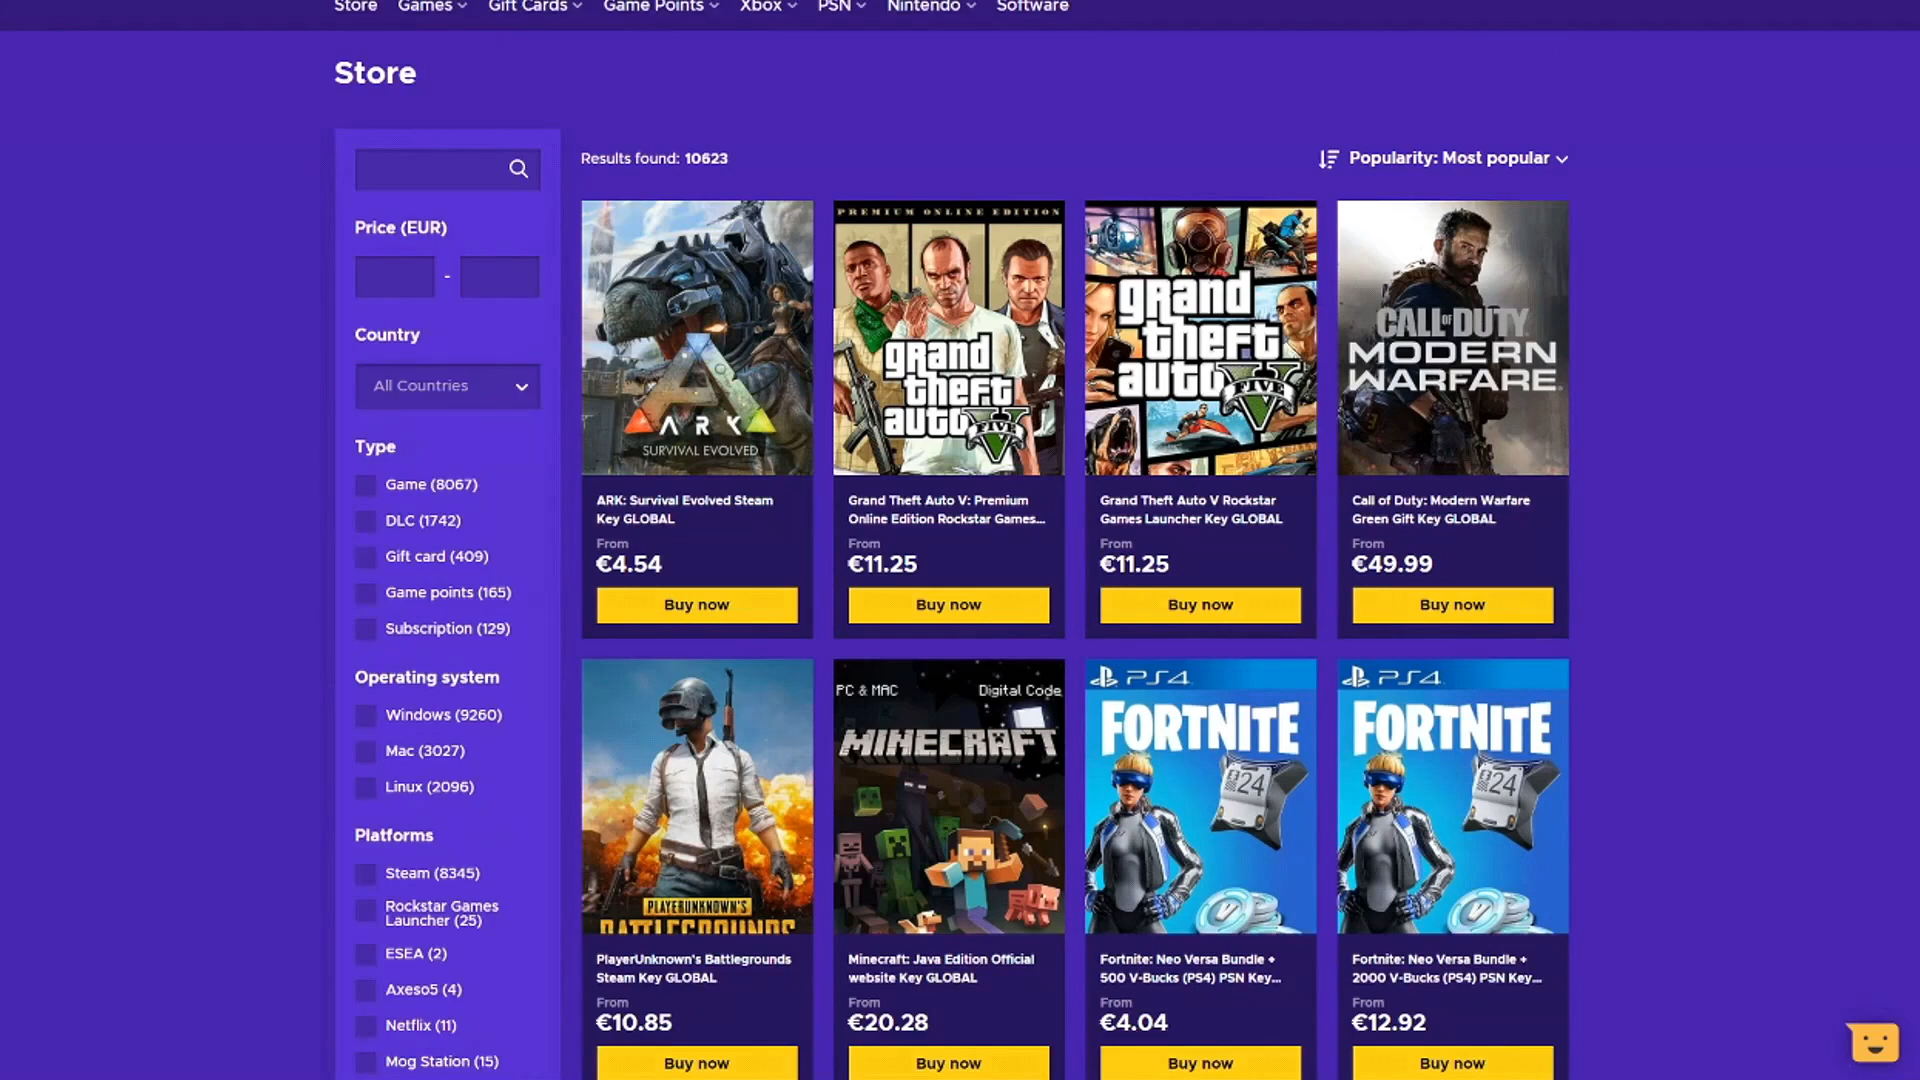 Store Games Gift Cards Game Points Xbox PSN Nintendo Software
Store
Results found: 10623
Popularity: Most popular
Price (EUR)
-
Country
All Countries
Type
Game (8067)
DLC (1742)
Gift card (409)
Game points (165)
Subscription (129)
Operating system
Windows (9260)
Mac (3027)
Linux (2096)
Platforms
Steam (8345)
Rockstar Games
Launcher (25)
ESEA (2)
Axeso5 (4)
Netflix (11)
Mog Station (15)
ARK
SURVIVAL EVOLVED
ARK: Survival Evolved Steam
Key GLOBAL
From
€4.54
Buy now
PREMIUM ONLINE EDITION
grand
theft
auto V
FIVE
Grand Theft Auto V: Premium
Online Edition Rockstar Games...
From
€11.25
Buy now
grand
theft
auto V
FIVE
Grand Theft Auto V Rockstar
Games Launcher Key GLOBAL
From
€11.25
Buy now
CALL OF DUTY
MODERN
WARFARE
Call of Duty: Modern Warfare
Green Gift Key GLOBAL
From
€49.99
Buy now
PLAYERUNKNOWN'S
BATTLEGROUNDS
PlayerUnknown's Battlegrounds
Steam Key GLOBAL
From
€10.85
Buy now
PC & MAC Digital Code
MINECRAFT
Minecraft: Java Edition Official
website Key GLOBAL
From
€20.28
Buy now
PS4
FORTNITE
24
Fortnite: Neo Versa Bundle +
500 V-Bucks (PS4) PSN Key...
From
€4.04
Buy now
PS4
FORTNITE
24
Fortnite: Neo Versa Bundle +
2000 V-Bucks (PS4) PSN Key...
From
€12.92
Buy now